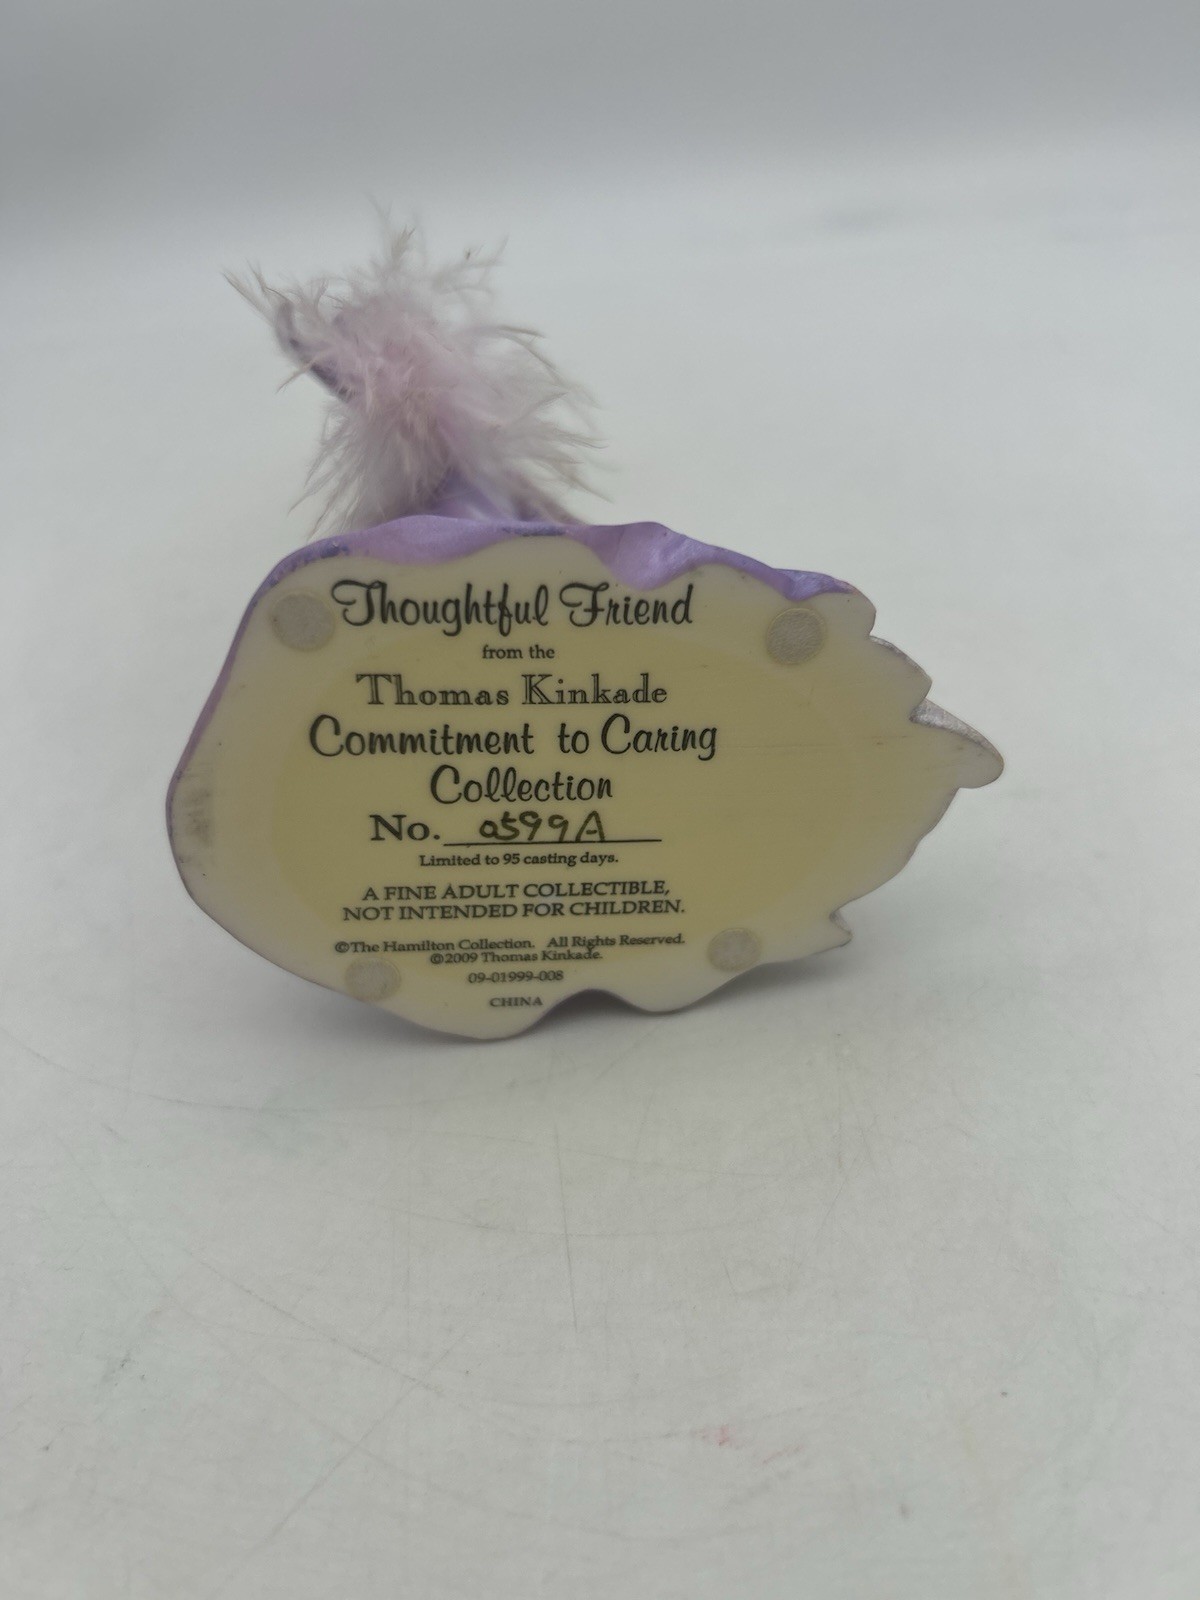 Thoughtful Friend
from the
Thomas Kinkade
Commitment to Caring
Collection
No. 0599A
Limited to 95 casting days.
A FINE ADULT COLLECTIBLE,
NOT INTENDED FOR CHILDREN.
©The Hamilton Collection. All Rights Reserved.
©2009 Thomas Kinkade.
09-01999-008
CHINA